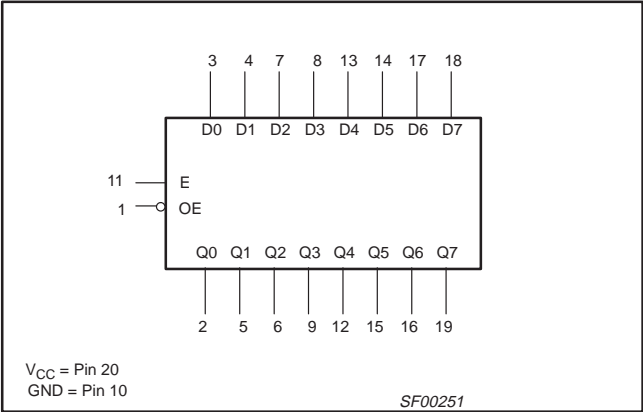 3 4 7 8 13 14 17 18
D0 D1 D2 D3 D4 D5 D6 D7
11 E
1 OE
Q0 Q1 Q2 Q3 Q4 Q5 Q6 Q7
2 5 6 9 12 15 16 19
VCC = Pin 20
GND = Pin 10
SF00251